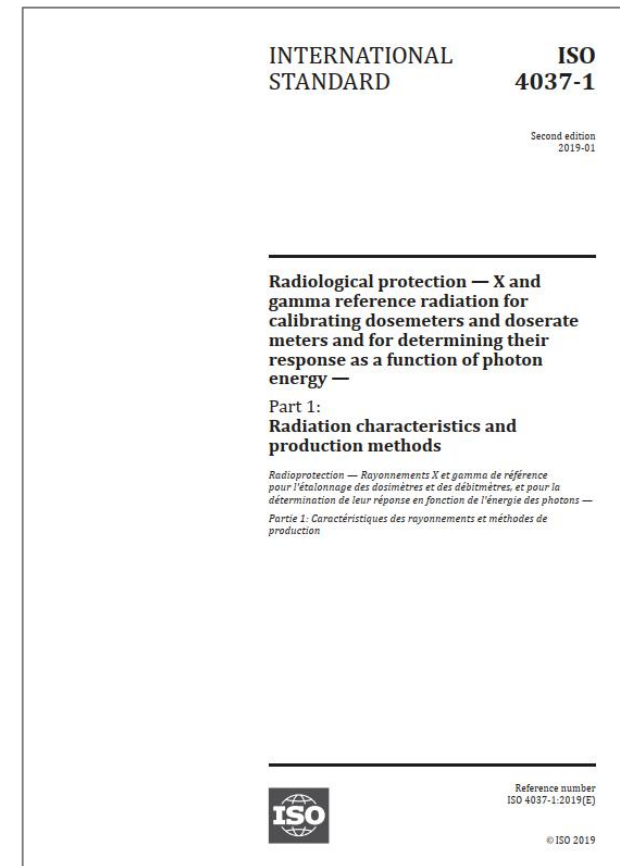 INTERNATIONAL STANDARD
ISO 4037-1
Second edition
2019-01
Radiological protection — X and
gamma reference radiation for
calibrating dosemeters and doserate
meters and for determining their
response as a function of photon
energy —
Part 1:
Radiation characteristics and
production methods
Radioprotection — Rayonnements X et gamma de référence
pour l'étalonnage des dosimètres et des débitmètres, et pour la
détermination de leur réponse en fonction de l'énergie des photons —
Partie 1: Caractéristiques des rayonnements et méthodes de
production
ISO
Reference number
ISO 4037-1:2019(E)
© ISO 2019